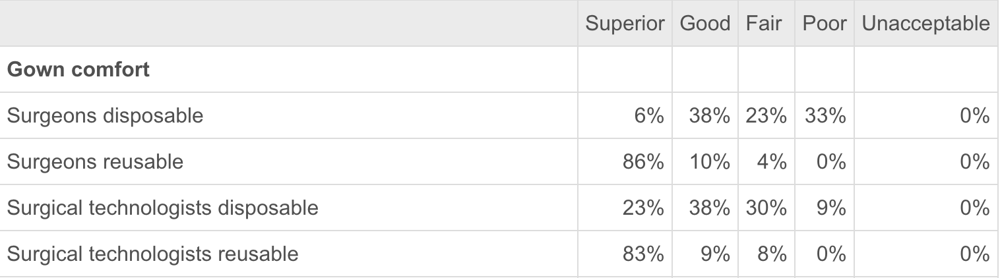 Superior Good Fair Poor Unacceptable
Gown comfort
Surgeons disposable 6% 38% 23% 33% 0%
Surgeons reusable 86% 10% 4% 0% 0%
Surgical technologists disposable 23% 38% 30% 9% 0%
Surgical technologists reusable 83% 9% 8% 0% 0%